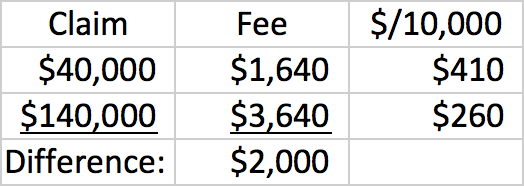 Claim Fee $/10,000
$40,000 $1,640 $410
$140,000 $3,640 $260
Difference: $2,000